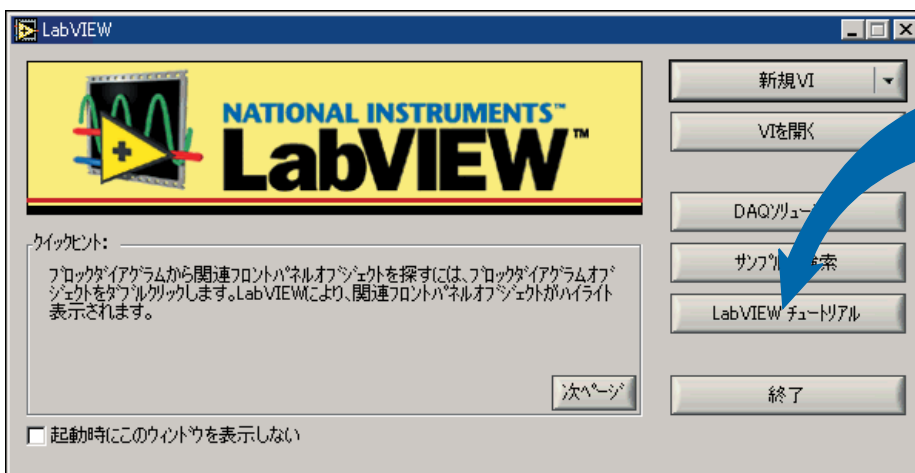 LabVIEW
NATIONAL INSTRUMENTS™
LabVIEW™
クイックヒント:
ブロックダイアグラムから関連フロントパネルオブジェクトを探すには、ブロックダイアグラムオブ
ジェクトをダブルクリックします。LabVIEWにより、関連フロントパネルオブジェクトがハイライト
表示されます。
次ページ
起動時にこのウィンドウを表示しない
新規VI
VIを開く
DAQソリュー
サンプル 索
LabVIEW チュートリアル
終了